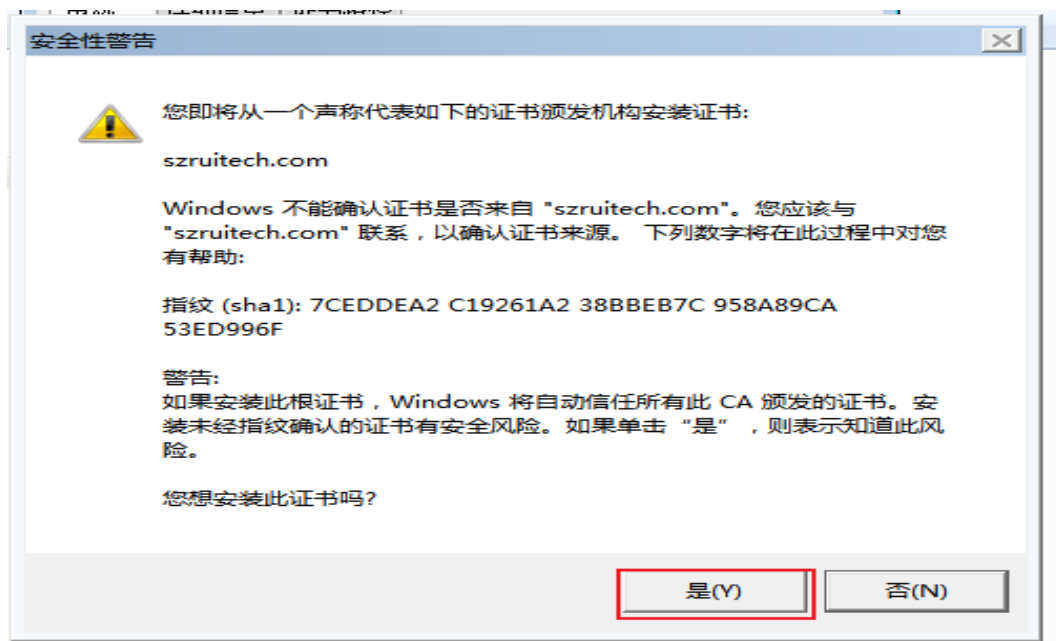 安全性警告
您即将从一个声称代表如下的证书颁发机构安装证书:
szruitech.com
Windows 不能确认证书是否来自 "szruitech.com"。您应该与
"szruitech.com" 联系，以确认证书来源。 下列数字将在此过程中对您
有帮助:
指纹 (sha1): 7CEDDEA2 C19261A2 38BBEB7C 958A89CA
53ED996F
警告:
如果安装此根证书，Windows 将自动信任所有此 CA 颁发的证书。安
装未经指纹确认的证书有安全风险。如果单击“是”，则表示知道此风
险。
您想安装此证书吗?
是(Y)
否(N)